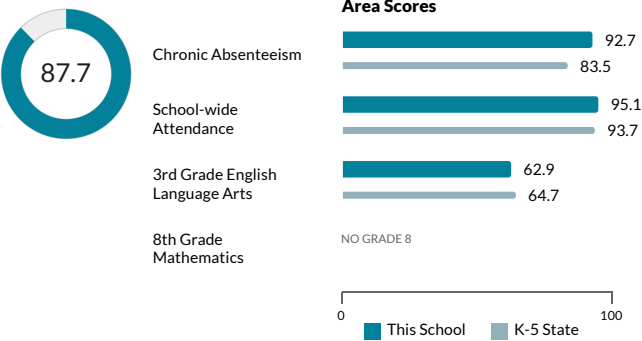 Area Scores
87.7
Chronic Absenteeism
92.7
83.5
School-wide
Attendance
95.1
93.7
3rd Grade English
Language Arts
62.9
64.7
8th Grade
Mathematics
NO GRADE 8
0
100
This School
K-5 State